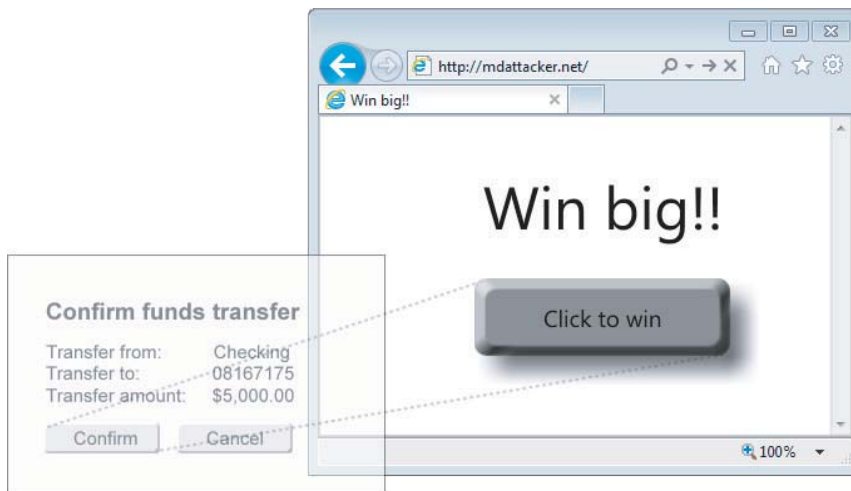 http://mdattacker.net/
Win big!!
Win big!!
Click to win
Confirm funds transfer
Transfer from: Checking
Transfer to: 08167175
Transfer amount: $5,000.00
Confirm Cancel
100%